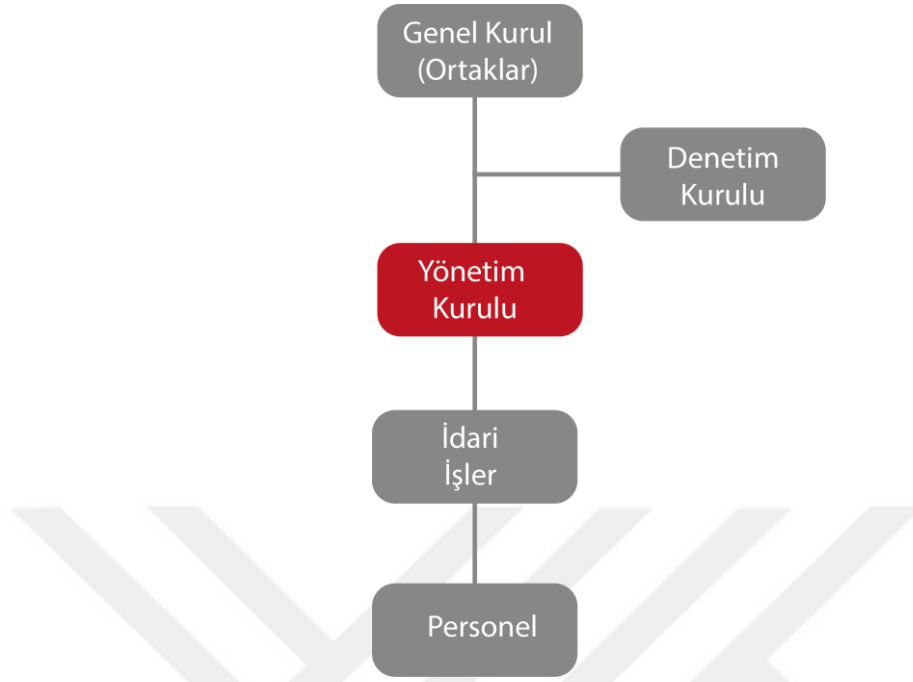 Genel Kurul
(Ortaklar)
Denetim
Kurulu
Yönetim
Kurulu
İdari
İşler
Personel